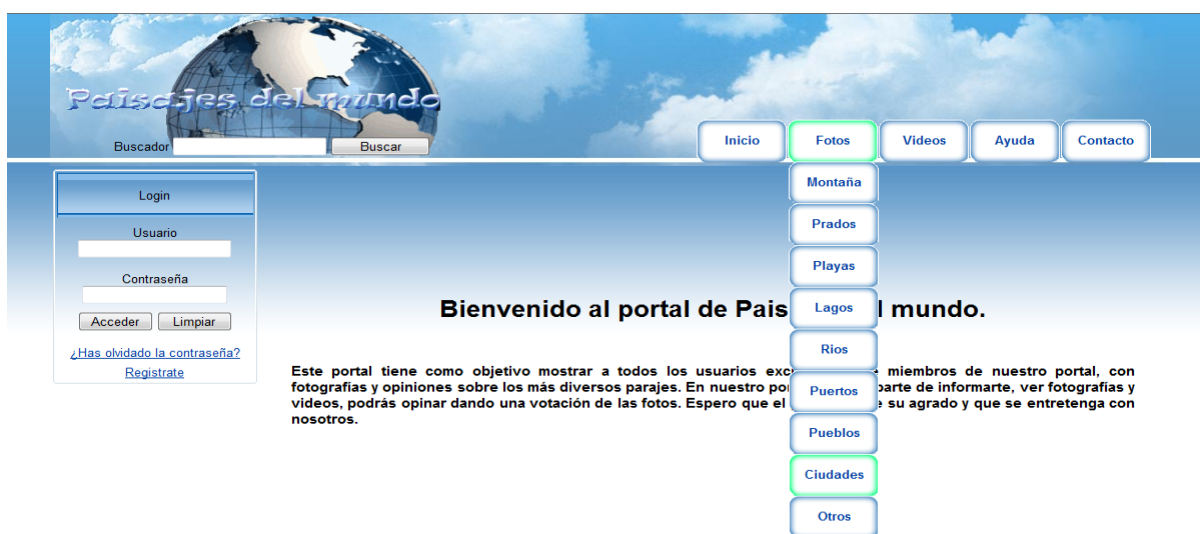 Paisajes del mundo
Buscador Buscar
Inicio Fotos Videos Ayuda Contacto
Login
Usuario
Contraseña
Acceder Limpiar
¿Has olvidado la contraseña?
Registrate
Montaña
Prados
Playas
Lagos
Rios
Puertos
Pueblos
Ciudades
Otros
Bienvenido al portal de Pais l mundo.
Este portal tiene como objetivo mostrar a todos los usuarios exc miembros de nuestro portal, con
fotografías y opiniones sobre los más diversos parajes. En nuestro po parte de informarte, ver fotografías y
videos, podrás opinar dando una votación de las fotos. Espero que el su agrado y que se entretenga con
nosotros.